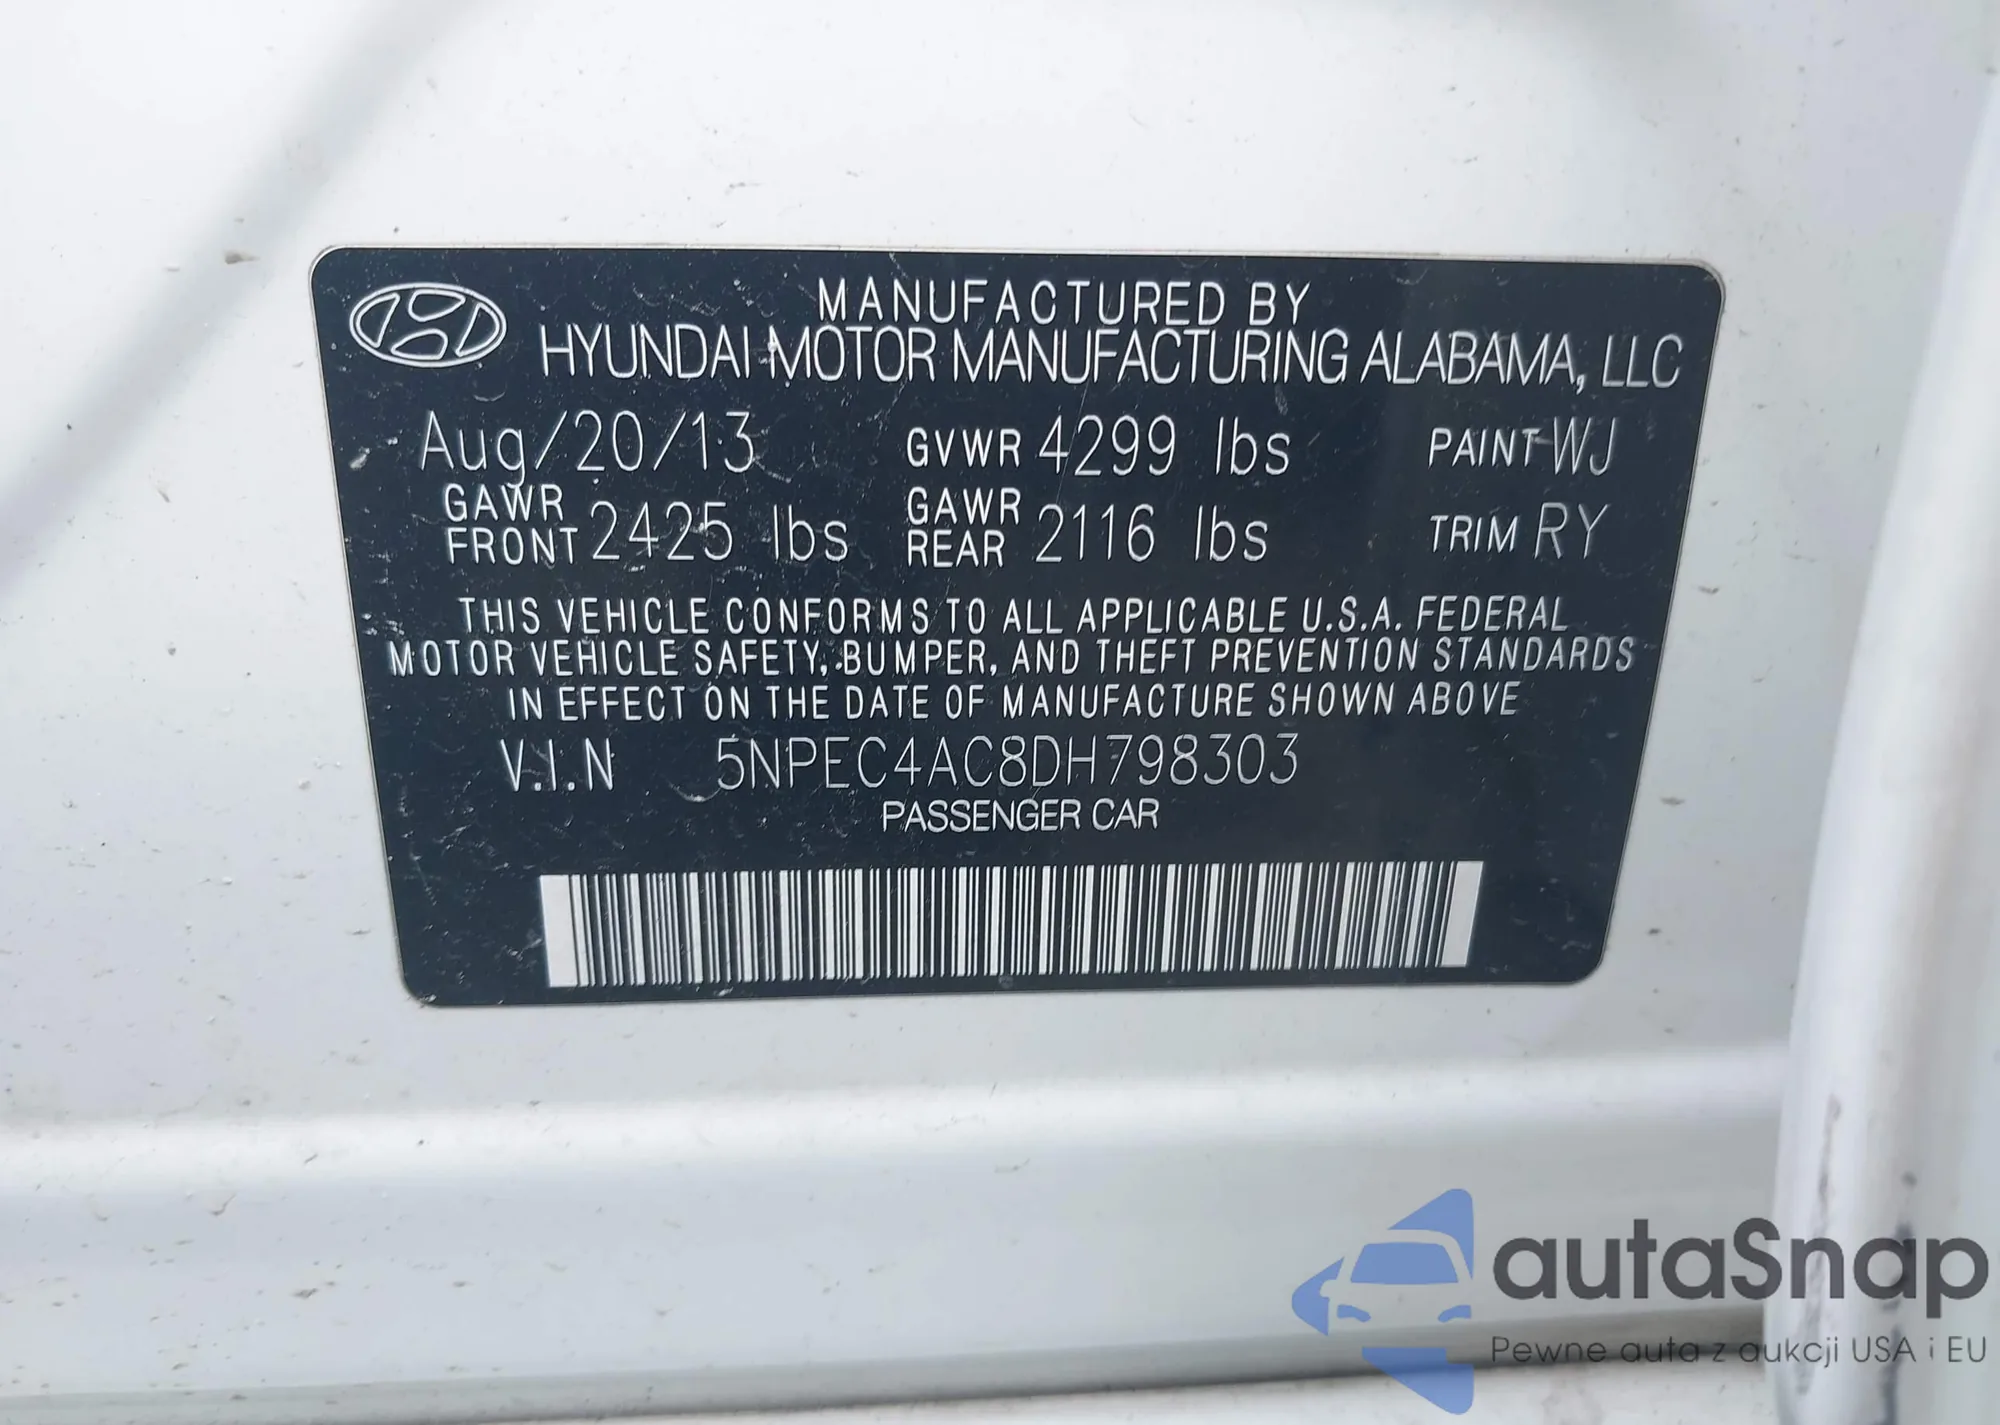 MANUFACTURED BY
HYUNDAI MOTOR MANUFACTURING ALABAMA, LLC
Aug/20/13 GVWR 4299 lbs PAINT WJ
GAWR FRONT 2425 lbs GAWR REAR 2116 lbs TRIM RY
THIS VEHICLE CONFORMS TO ALL APPLICABLE U.S.A. FEDERAL
MOTOR VEHICLE SAFETY, BUMPER, AND THEFT PREVENTION STANDARDS
IN EFFECT ON THE DATE OF MANUFACTURE SHOWN ABOVE
V.I.N 5NPEC4AC8DH798303
PASSENGER CAR
autaSnap
Pewne auta z aukcji USA i EU